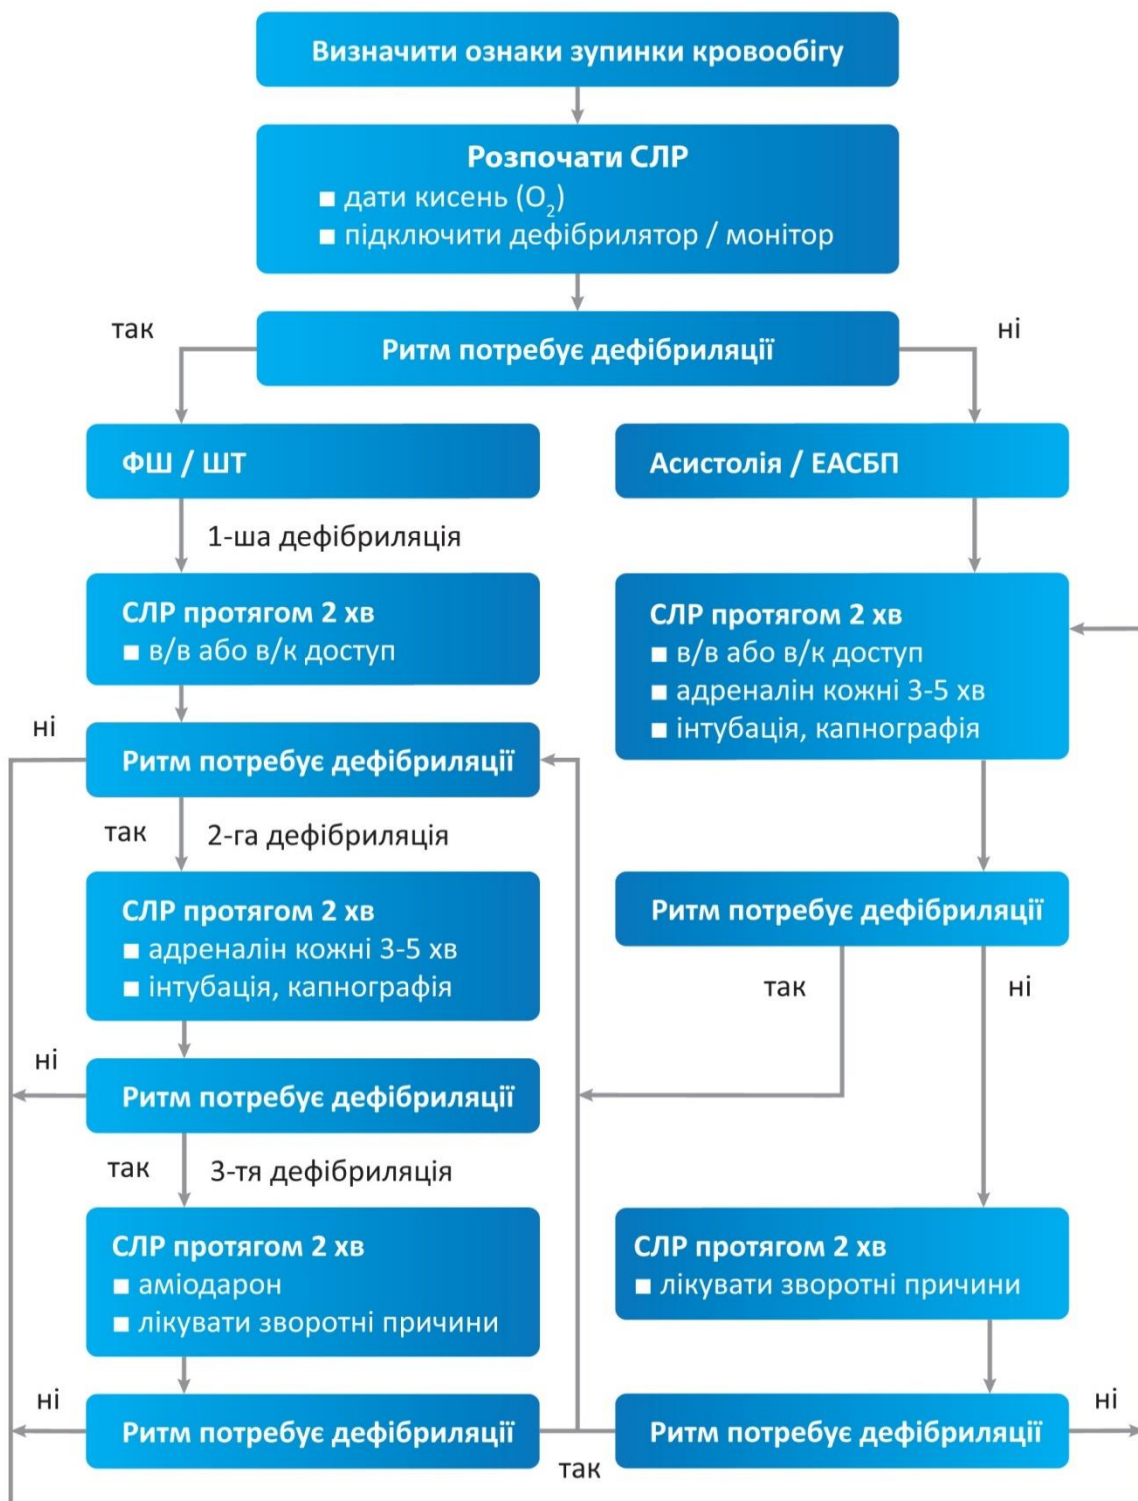 Визначити ознаки зупинки кровообігу
Розпочати СЛР
■ дати кисень (O₂)
■ підключити дефібрилятор / монітор
так
Ритм потребує дефібриляції
ні
ФШ / ШТ
1-ша дефібриляція
СЛР протягом 2 хв
■ в/в або в/к доступ
ні
Ритм потребує дефібриляції
так
2-га дефібриляція
СЛР протягом 2 хв
■ адреналін кожні 3-5 хв
■ інтубація, капнографія
ні
Ритм потребує дефібриляції
так
3-тя дефібриляція
СЛР протягом 2 хв
■ аміодарон
■ лікувати зворотні причини
ні
Ритм потребує дефібриляції
так
Асистолія / ЕАСБП
СЛР протягом 2 хв
■ в/в або в/к доступ
■ адреналін кожні 3-5 хв
■ інтубація, капнографія
Ритм потребує дефібриляції
так
ні
СЛР протягом 2 хв
■ лікувати зворотні причини
Ритм потребує дефібриляції
ні